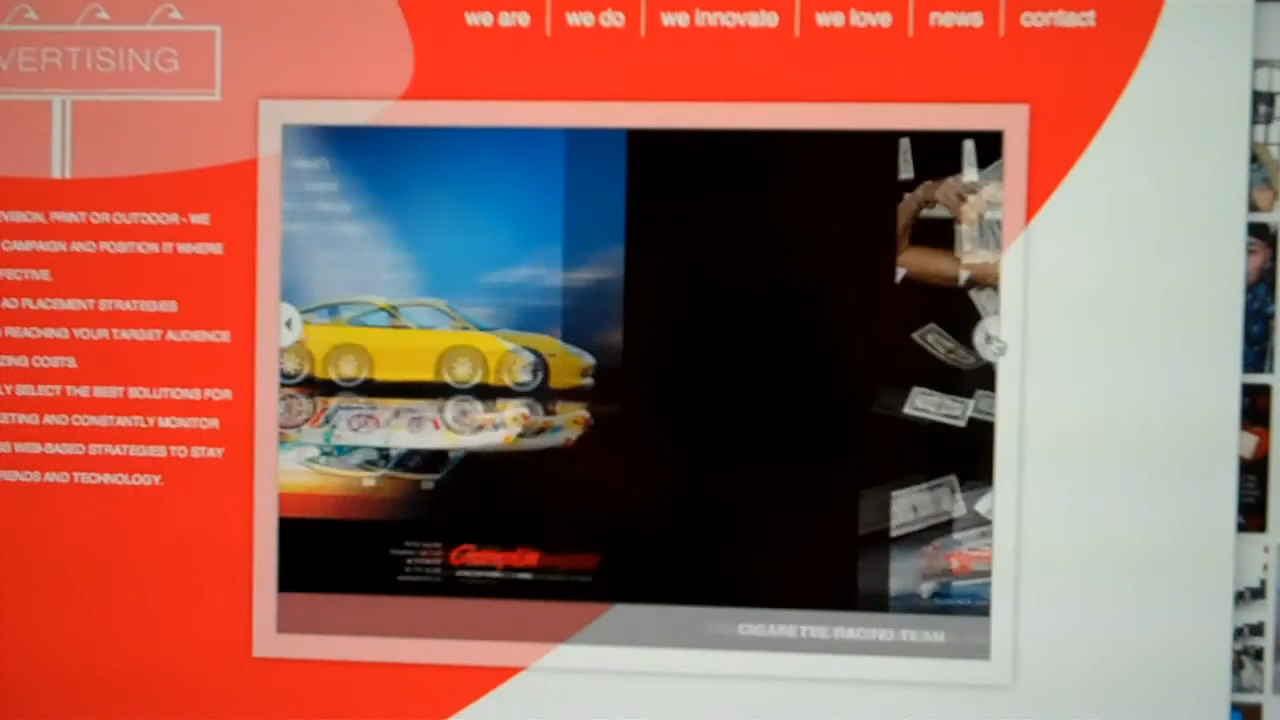 we are we do we innovate we love news contact
VERTISING
VISION, PRINT OR OUTDOOR - WE
CAMPAIGN AND POSITION IT WHERE
FECTIVE.
AD PLACEMENT STRATEGIES
REACHING YOUR TARGET AUDIENCE
ZING COSTS.
LY SELECT THE BEST SOLUTIONS FOR
ETING AND CONSTANTLY MONITOR
WEB-BASED STRATEGIES TO STAY
RENDS AND TECHNOLOGY.
CIGARETTE RACING TEAM